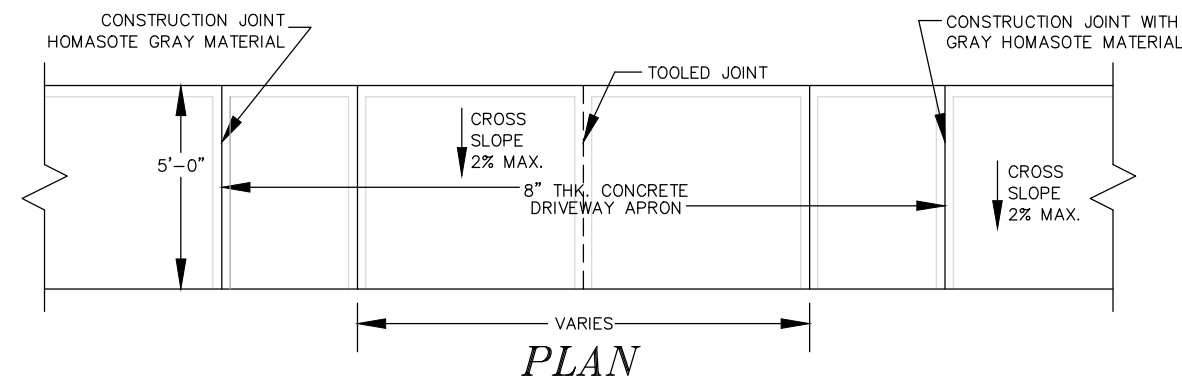 CONSTRUCTION JOINT
HOMASOTE GRAY MATERIAL
CONSTRUCTION JOINT WITH
GRAY HOMASOTE MATERIAL
TOOLED JOINT
CROSS
SLOPE
2% MAX.
5'-0"
8" THK. CONCRETE
DRIVEWAY APRON
CROSS
SLOPE
2% MAX.
VARIES
PLAN